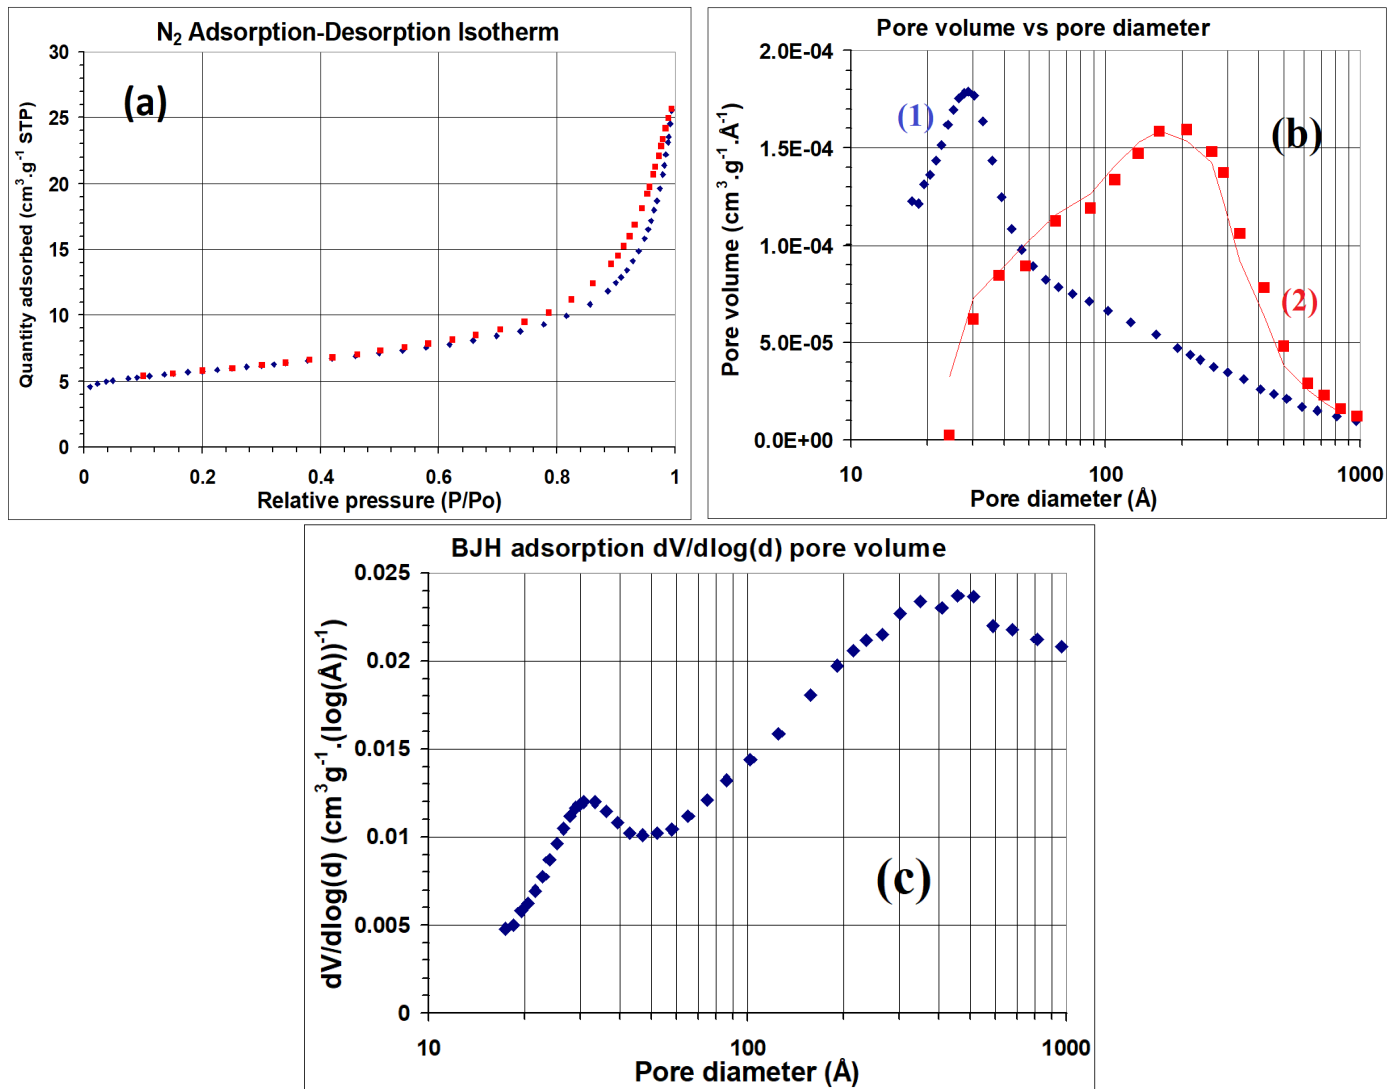 N₂ Adsorption-Desorption Isotherm
(a)
Quantity adsorbed (cm³.g⁻¹ STP)
30
25
20
15
10
5
0
0 0.2 0.4 0.6 0.8 1
Relative pressure (P/Po)
Pore volume vs pore diameter
(1)
(b)
(2)
Pore volume (cm³.g⁻¹.Å⁻¹)
2.0E-04
1.5E-04
1.0E-04
5.0E-05
0.0E+00
10 100 1000
Pore diameter (Å)
BJH adsorption dV/dlog(d) pore volume
dV/dlog(d) (cm³g⁻¹.(log(Å))⁻¹)
0.025
0.02
0.015
0.01
0.005
0
(c)
10 100 1000
Pore diameter (Å)